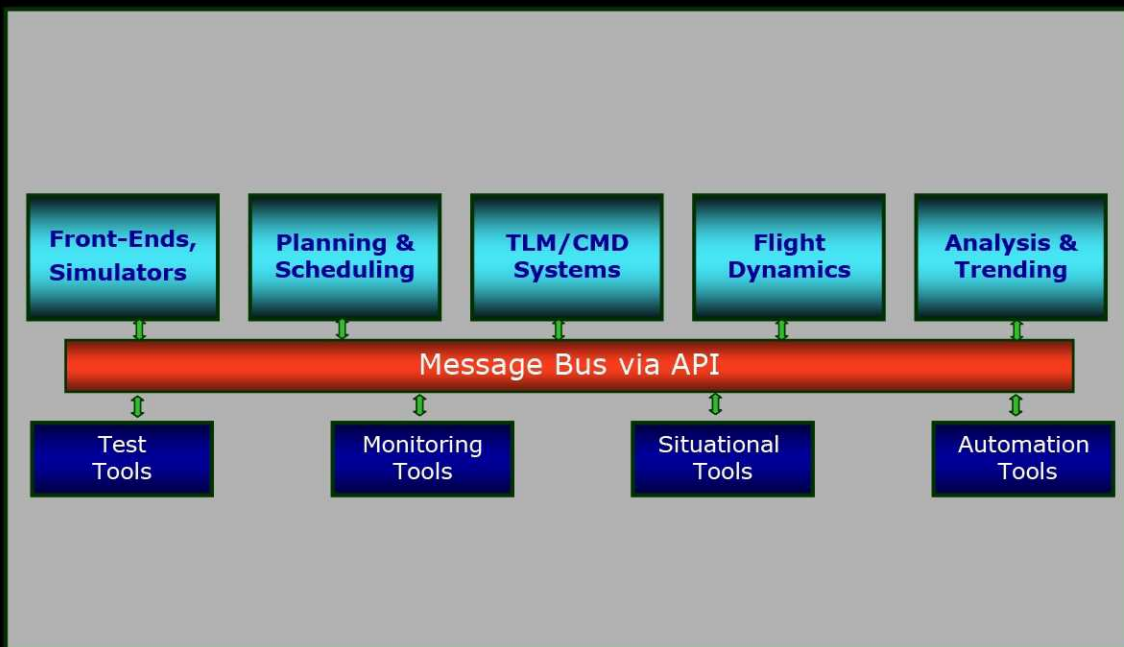 Front-Ends,
Simulators
Planning &
Scheduling
TLM/CMD
Systems
Flight
Dynamics
Analysis &
Trending
Message Bus via API
Test
Tools
Monitoring
Tools
Situational
Tools
Automation
Tools